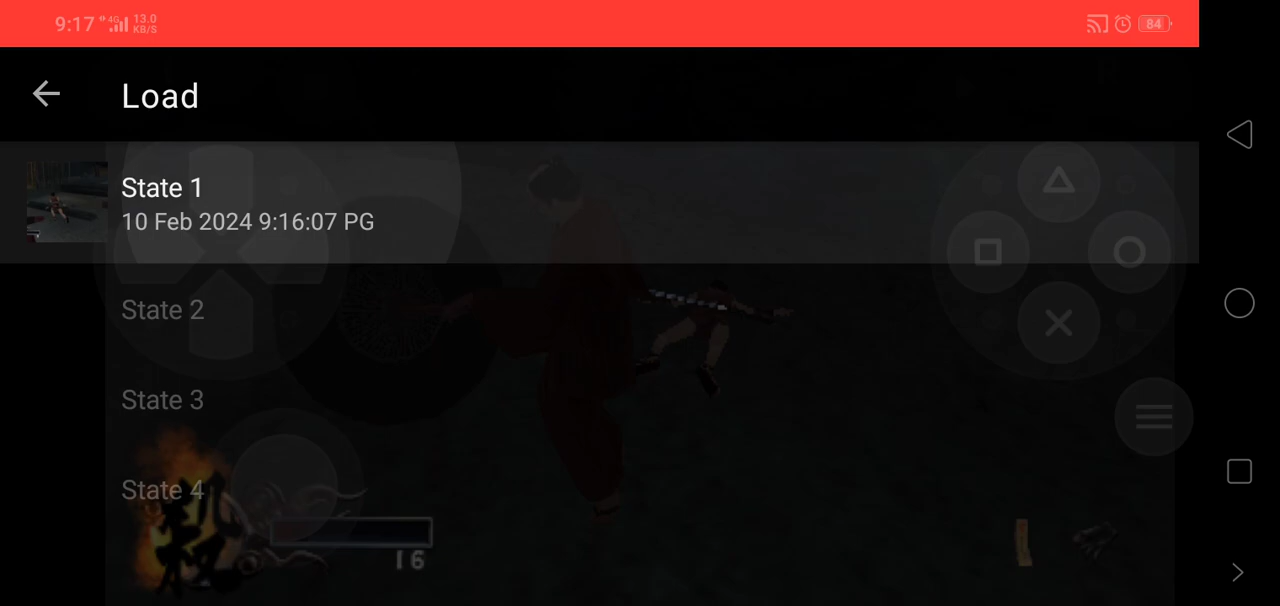 9:17 4G 13.0 KB/S 84
Load
State 1
10 Feb 2024 9:16:07 PG
State 2
State 3
State 4
16